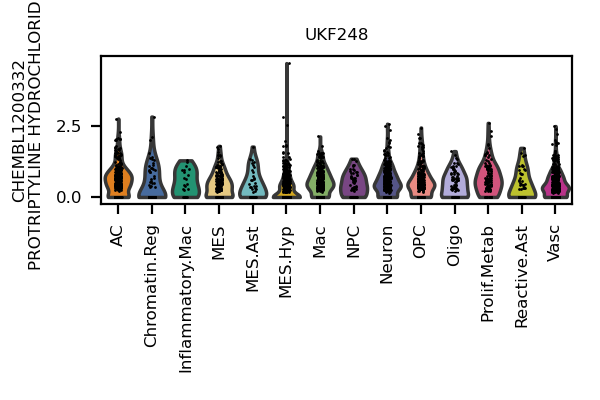 UKF248
CHEMBL1200332
PROTRIPTYLINE HYDROCHLORID
2.5
0.0
AC
Chromatin.Reg
Inflammatory.Mac
MES
MES.Ast
MES.Hyp
Mac
NPC
Neuron
OPC
Oligo
Prolif.Metab
Reactive.Ast
Vasc